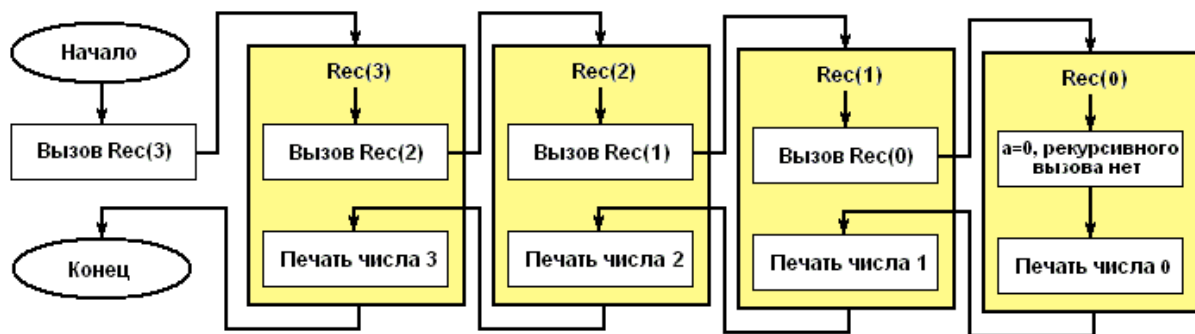 Начало
Вызов Rec(3)
Конец
Rec(3)
Вызов Rec(2)
Печать числа 3
Rec(2)
Вызов Rec(1)
Печать числа 2
Rec(1)
Вызов Rec(0)
Печать числа 1
Rec(0)
a=0, рекурсивного
вызова нет
Печать числа 0